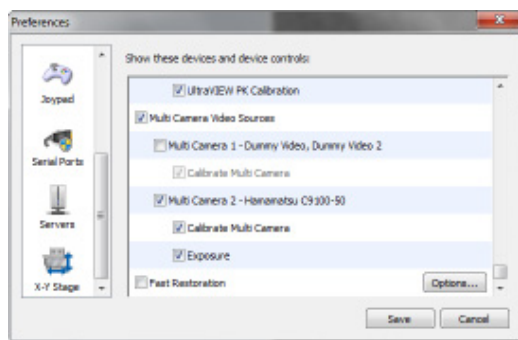 Preferences
Joypad
Serial Ports
Servers
X-Y Stage
Show these devices and device controls:
UltraVIEW PK Calibration
Multi Camera Video Sources
Multi Camera 1 - Dummy Video, Dummy Video 2
Calibrate Multi Camera
Multi Camera 2 - Hamamatsu C9100-50
Calibrate Multi Camera
Exposure
Fast Restoration
Options...
Save
Cancel